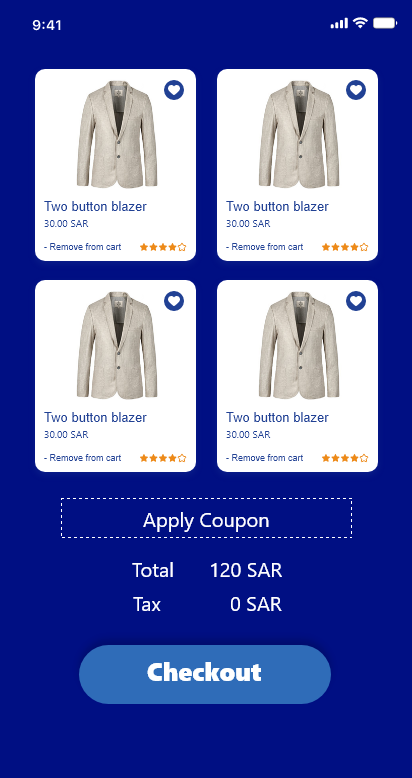 9:41
Two button blazer
30.00 SAR
- Remove from cart
Two button blazer
30.00 SAR
- Remove from cart
Two button blazer
30.00 SAR
- Remove from cart
Two button blazer
30.00 SAR
- Remove from cart
Apply Coupon
Total 120 SAR
Tax 0 SAR
Checkout